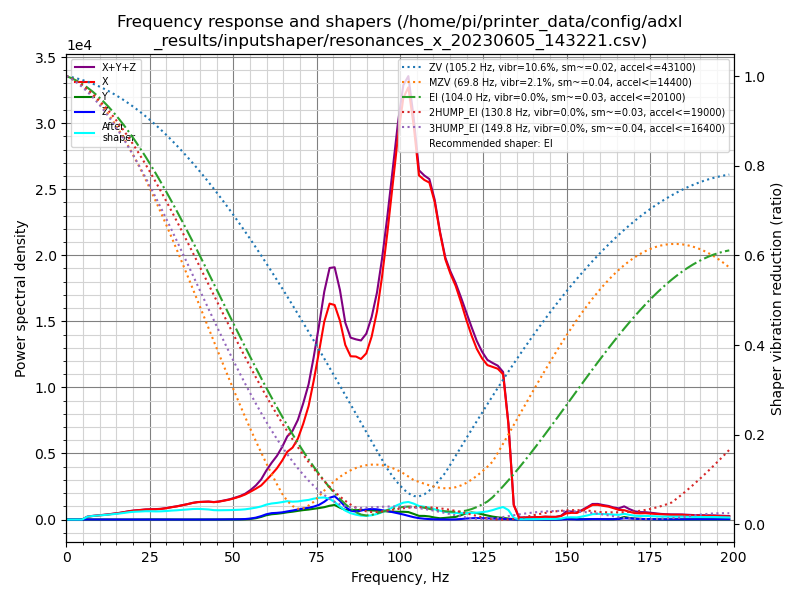 Frequency response and shapers (/home/pi/printer_data/config/adxl
_results/inputshaper/resonances_x_20230605_143221.csv)
1e4
3.5
3.0
2.5
2.0
1.5
1.0
0.5
0.0
Power spectral density
X+Y+Z
X
Y
Z
After
shaper
ZV (105.2 Hz, vibr=10.6%, sm~=0.02, accel<=43100)
MZV (69.8 Hz, vibr=2.1%, sm~=0.04, accel<=14400)
EI (104.0 Hz, vibr=0.0%, sm~=0.03, accel<=20100)
2HUMP_EI (130.8 Hz, vibr=0.0%, sm~=0.03, accel<=19000)
3HUMP_EI (149.8 Hz, vibr=0.0%, sm~=0.04, accel<=16400)
Recommended shaper: EI
1.0
0.8
0.6
0.4
0.2
0.0
Shaper vibration reduction (ratio)
0 25 50 75 100 125 150 175 200
Frequency, Hz